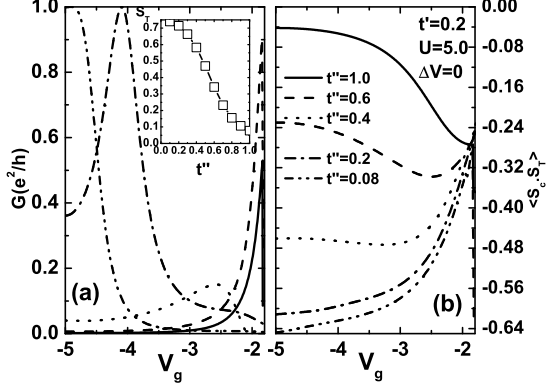 1.0
0.8
0.6
0.4
0.2
0.0
G(e²/h)
-5
-4
-3
-2
V_g
(a)
S_T
0.7
0.6
0.5
0.4
0.3
0.2
0.1
0.0
0.0 0.2 0.4 0.6 0.8 1.0
t''
t'=0.2
U=5.0
ΔV=0
t''=1.0
t''=0.6
t''=0.4
t''=0.2
t''=0.08
(b)
-5
-4
-3
-2
V_g
0.00
-0.08
-0.16
-0.24
-0.32
-0.40
-0.48
-0.56
-0.64
<S_c.S_T>